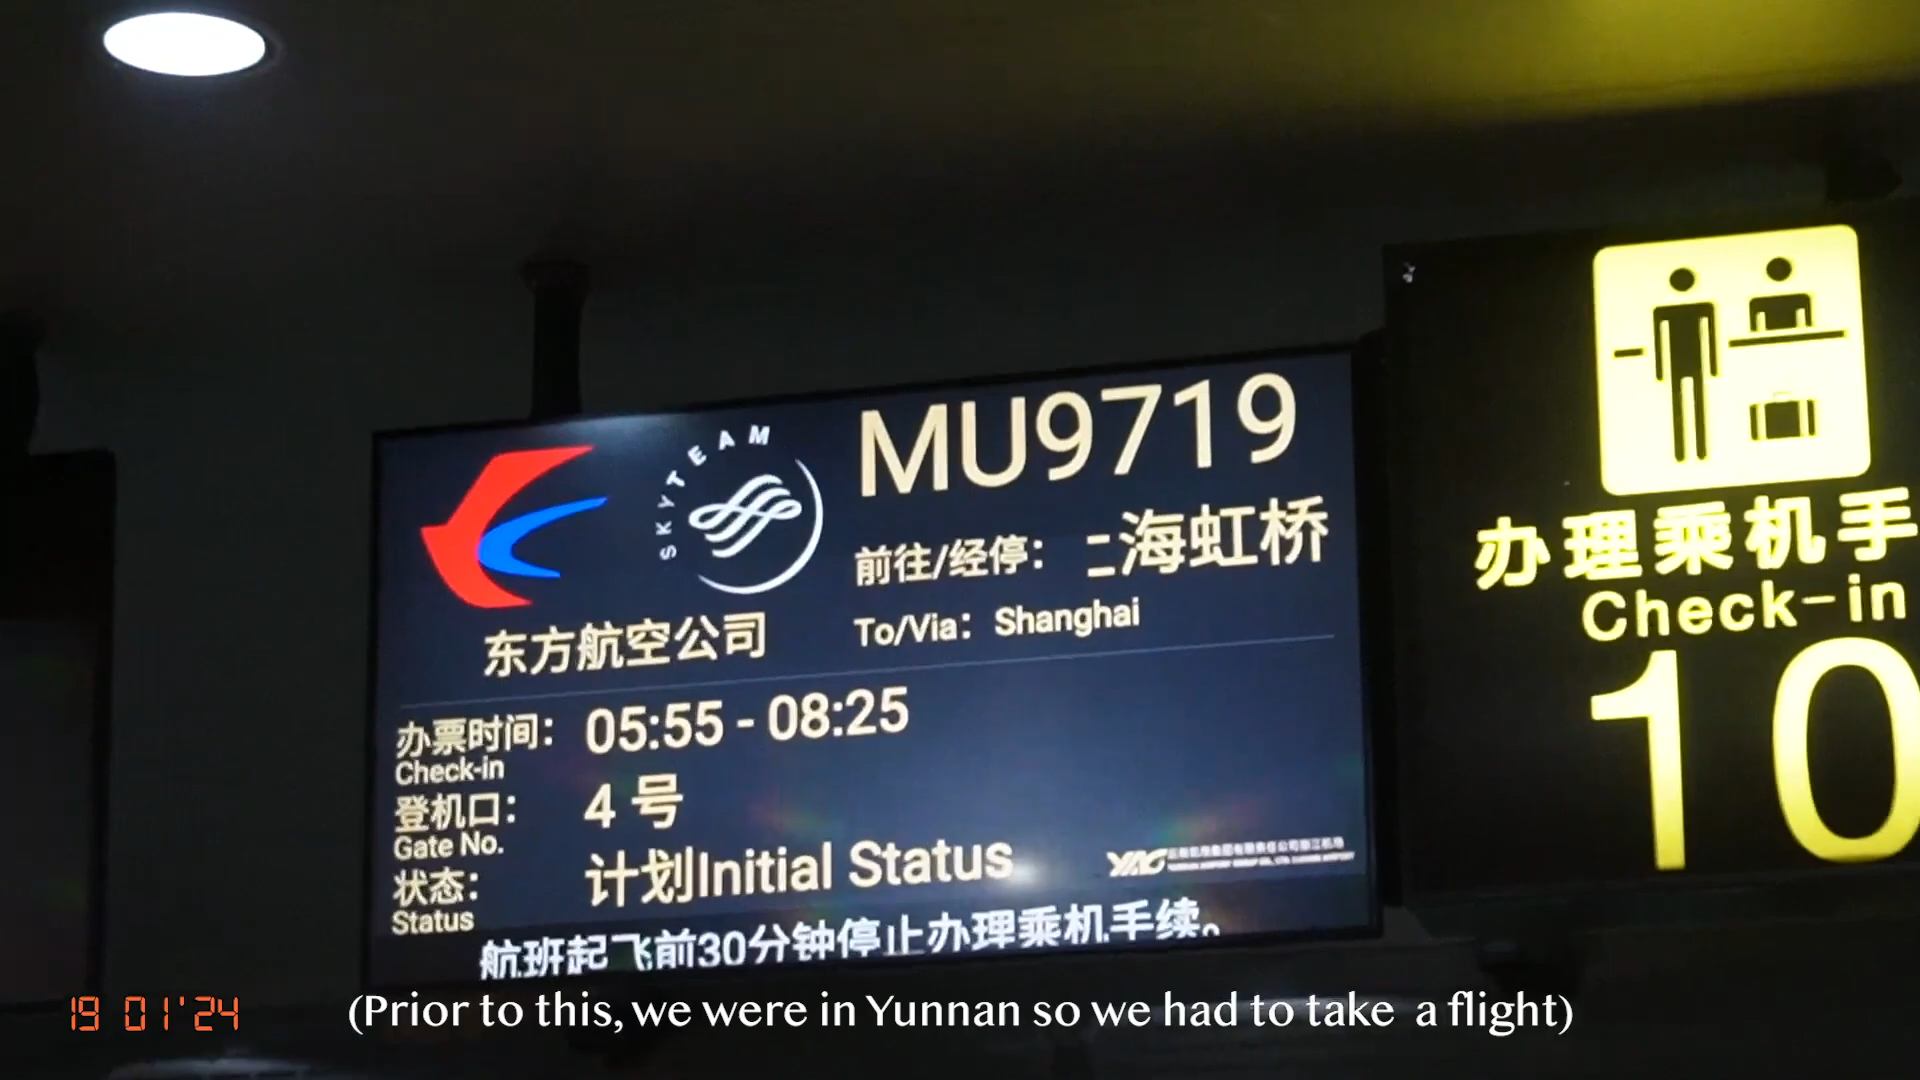 SKYTEAM
MU9719
前往/经停: 上海虹桥
To/Via: Shanghai
东方航空公司
办票时间: 05:55 - 08:25
Check-in
登机口: 4 号
Gate No.
状态: 计划Initial Status
Status
航班起飞前30分钟停止办理乘机手续。
办理乘机手
Check-in
10
19 01'24
(Prior to this, we were in Yunnan so we had to take a flight)